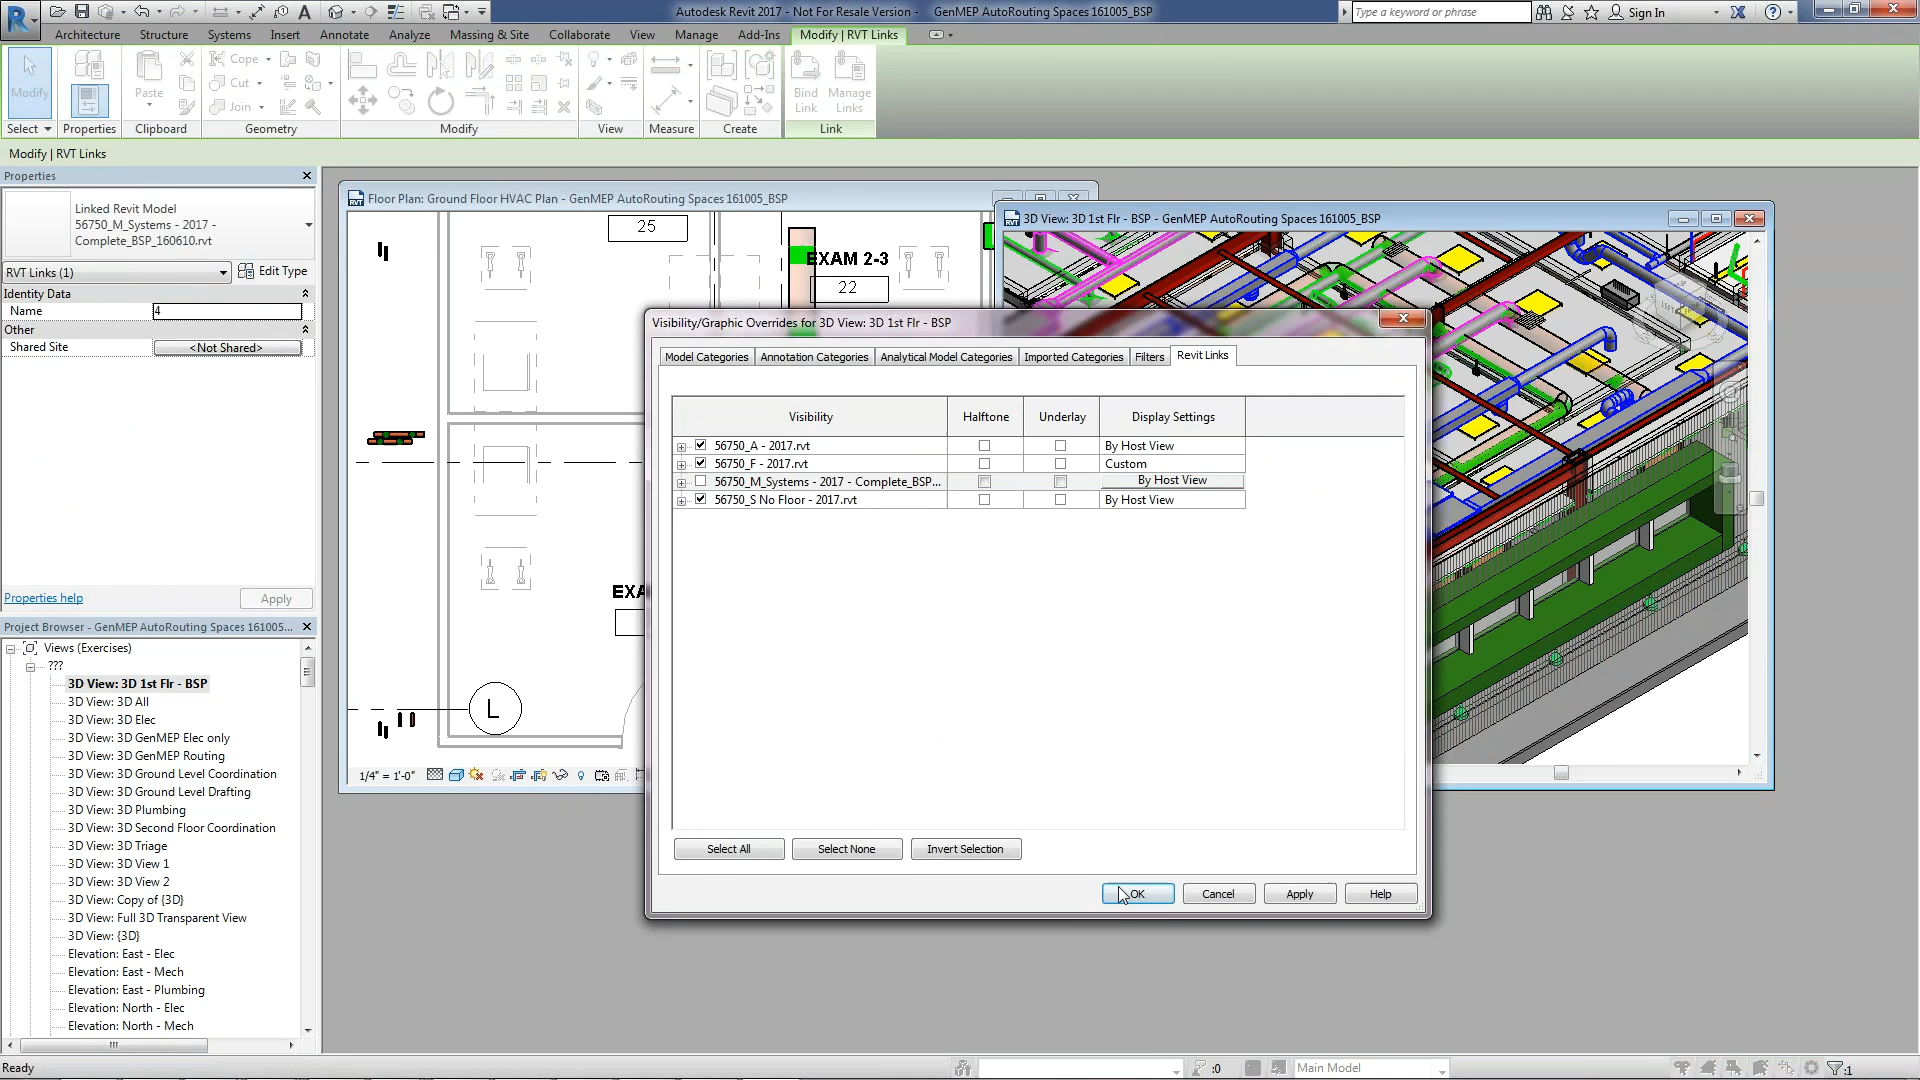 Autodesk Revit 2017 - Not For Resale Version - GenMEP AutoRouting Spaces 161005_BSP
Type a keyword or phrase
Sign In
Architecture Structure Systems Insert Annotate Analyze Massing & Site Collaborate View Manage Add-Ins Modify | RVT Links
Modify
Paste
Cope
Cut
Join
Bind Link
Manage Links
Select Properties Clipboard Geometry Modify View Measure Create Link
Modify | RVT Links
Properties
Linked Revit Model
56750_M_Systems - 2017 -
Complete_BSP_160610.rvt
RVT Links (1) Edit Type
Identity Data
Name 4
Other
Shared Site <Not Shared>
Properties help Apply
Project Browser - GenMEP AutoRouting Spaces 161005...
Views (Exercises)
???
3D View: 3D 1st Flr - BSP
3D View: 3D All
3D View: 3D Elec
3D View: 3D GenMEP Elec only
3D View: 3D GenMEP Routing
3D View: 3D Ground Level Coordination
3D View: 3D Ground Level Drafting
3D View: 3D Plumbing
3D View: 3D Second Floor Coordination
3D View: 3D Triage
3D View: 3D View 1
3D View: 3D View 2
3D View: Copy of {3D}
3D View: Full 3D Transparent View
3D View: {3D}
Elevation: East - Elec
Elevation: East - Mech
Elevation: East - Plumbing
Elevation: North - Elec
Elevation: North - Mech
Floor Plan: Ground Floor HVAC Plan - GenMEP AutoRouting Spaces 161005_BSP
25
EXAM 2-3
22
EXA
L
1/4" = 1'-0"
3D View: 3D 1st Flr - BSP - GenMEP AutoRouting Spaces 161005_BSP
Visibility/Graphic Overrides for 3D View: 3D 1st Flr - BSP
Model Categories Annotation Categories Analytical Model Categories Imported Categories Filters Revit Links
Visibility Halftone Underlay Display Settings
56750_A - 2017.rvt By Host View
56750_F - 2017.rvt Custom
56750_M_Systems - 2017 - Complete_BSP... By Host View
56750_S No Floor - 2017.rvt By Host View
Select All Select None Invert Selection
OK Cancel Apply Help
Ready
:0
Main Model
:1